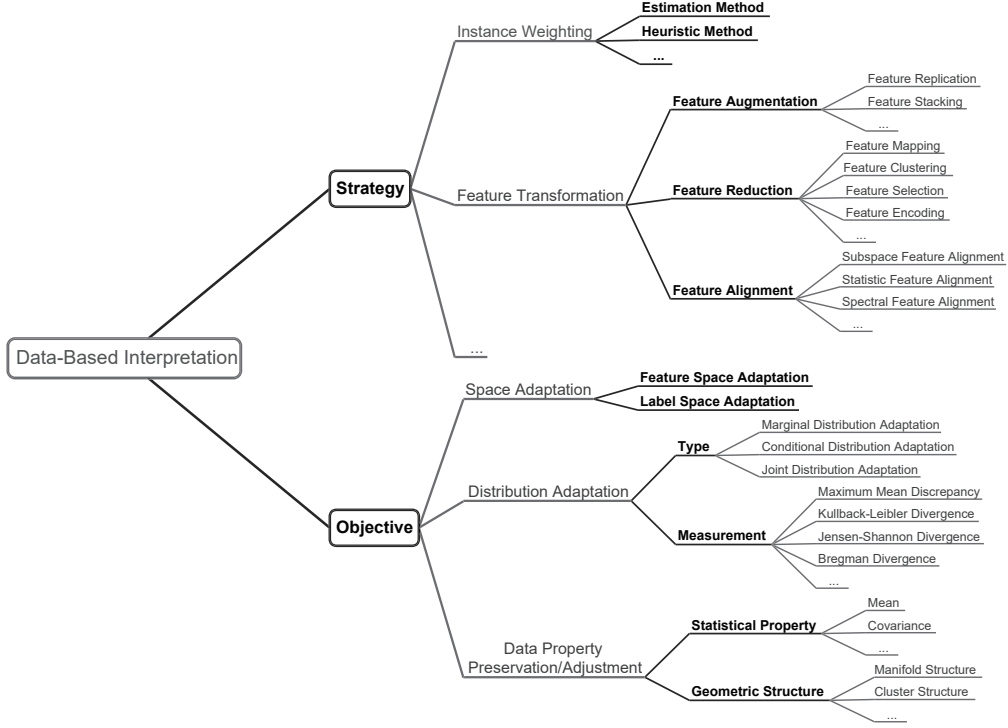 Data-Based Interpretation
Strategy
Instance Weighting
Estimation Method
Heuristic Method
...
Feature Transformation
Feature Augmentation
Feature Replication
Feature Stacking
...
Feature Reduction
Feature Mapping
Feature Clustering
Feature Selection
Feature Encoding
...
Feature Alignment
Subspace Feature Alignment
Statistic Feature Alignment
Spectral Feature Alignment
...
...
Objective
Space Adaptation
Feature Space Adaptation
Label Space Adaptation
Distribution Adaptation
Type
Marginal Distribution Adaptation
Conditional Distribution Adaptation
Joint Distribution Adaptation
Measurement
Maximum Mean Discrepancy
Kullback-Leibler Divergence
Jensen-Shannon Divergence
Bregman Divergence
...
Data Property
Preservation/Adjustment
Statistical Property
Mean
Covariance
...
Geometric Structure
Manifold Structure
Cluster Structure
...